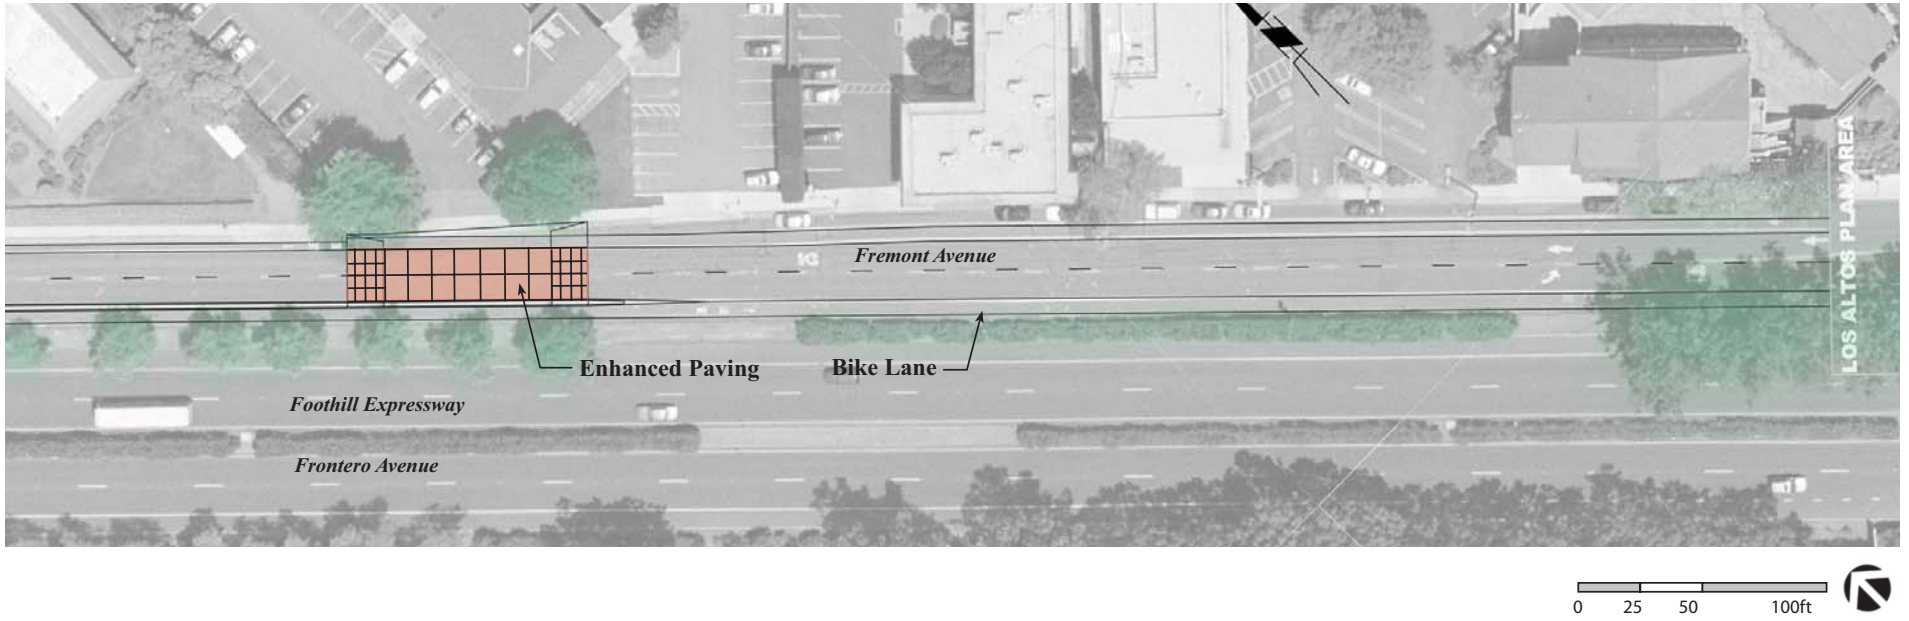 LOS ALTOS PLAN AREA
Fremont Avenue
Enhanced Paving
Bike Lane
Foothill Expressway
Frontero Avenue
0 25 50 100ft